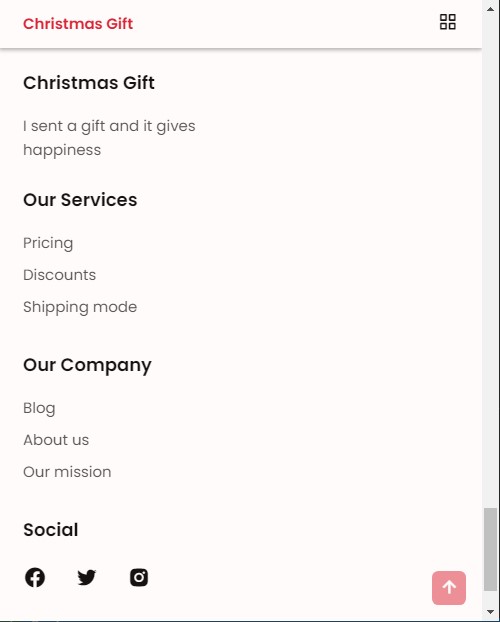 Christmas Gift
Christmas Gift
I sent a gift and it gives
happiness
Our Services
Pricing
Discounts
Shipping mode
Our Company
Blog
About us
Our mission
Social